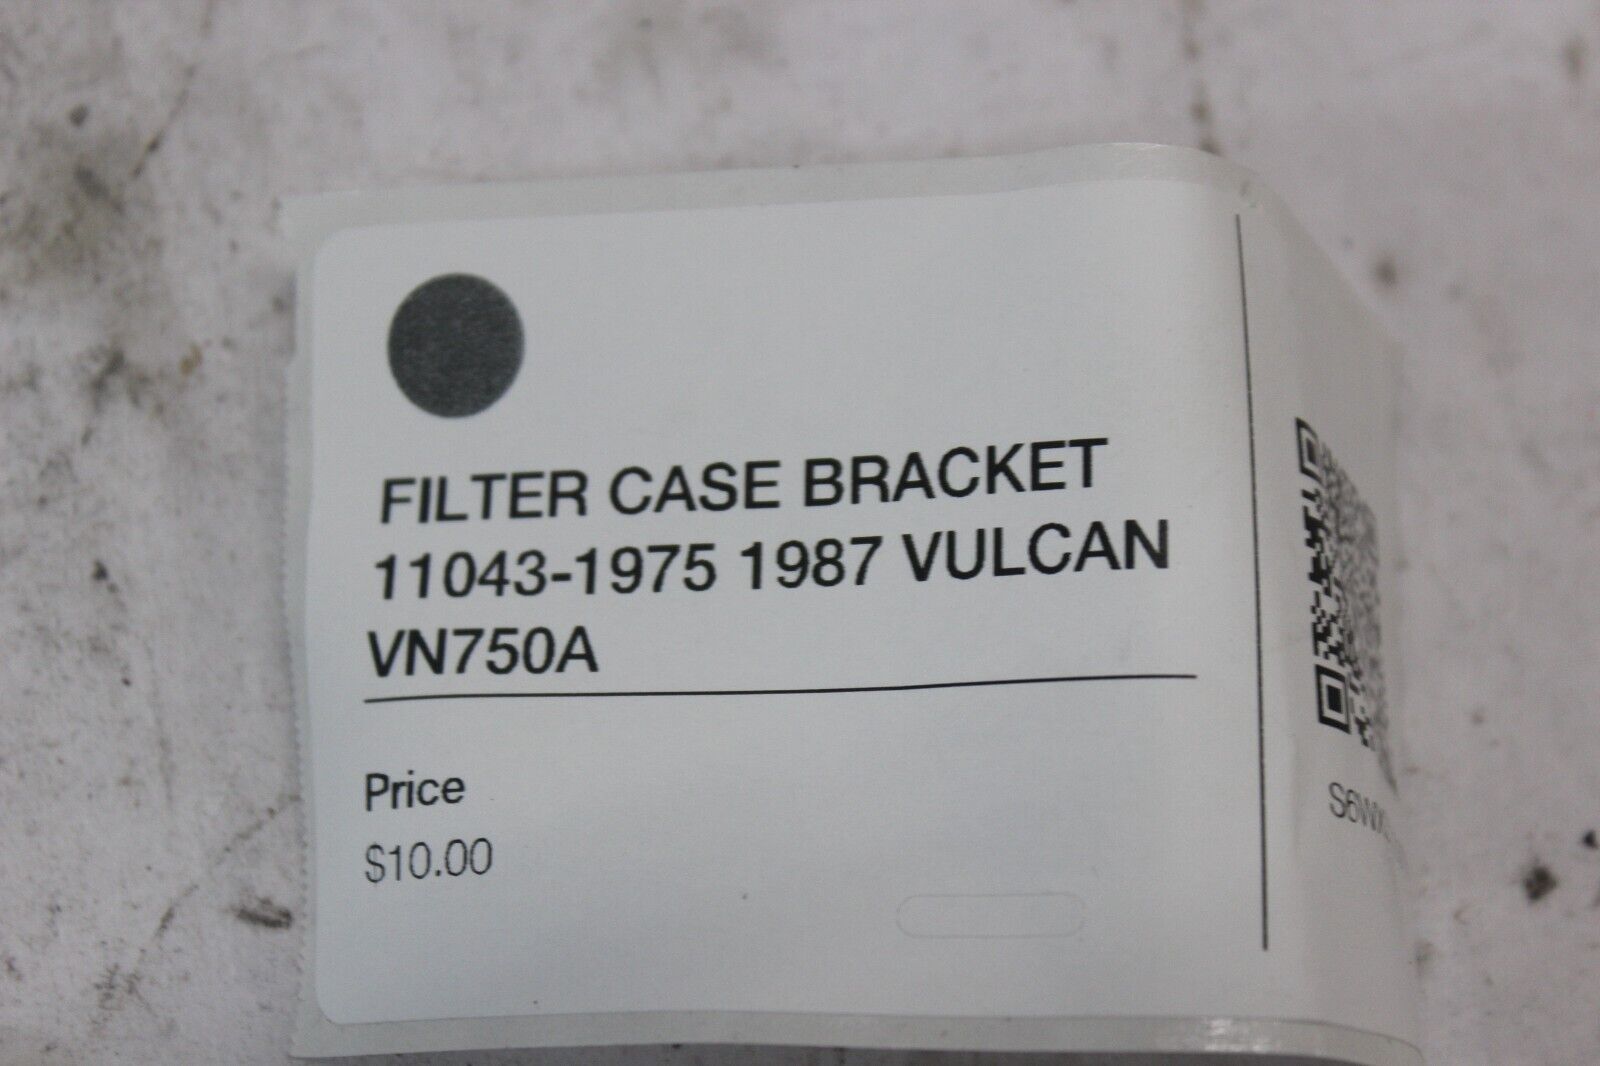 FILTER CASE BRACKET
11043-1975 1987 VULCAN
VN750A
Price
$10.00